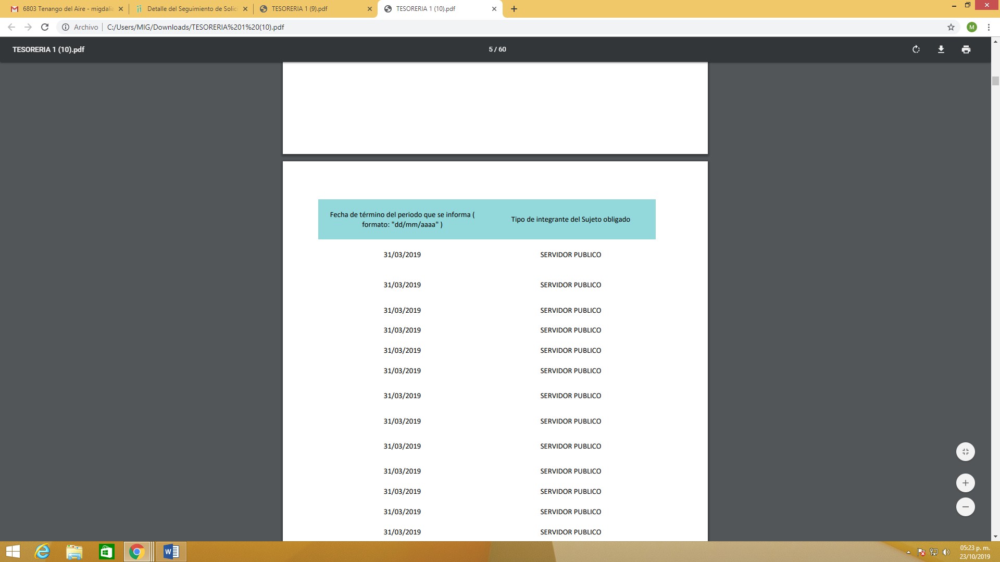 6803 Tenango del Aire - migdalia
Detalle del Seguimiento de Solici
TESORERIA 1 (9).pdf
TESORERIA 1 (10).pdf
Archivo
C:/Users/MIG/Downloads/TESORERIA%201%20(10).pdf
M
TESORERIA 1 (10).pdf
5 / 60
Fecha de término del periodo que se informa (
formato: "dd/mm/aaaa" )
Tipo de integrante del Sujeto obligado
31/03/2019 SERVIDOR PUBLICO
31/03/2019 SERVIDOR PUBLICO
31/03/2019 SERVIDOR PUBLICO
31/03/2019 SERVIDOR PUBLICO
31/03/2019 SERVIDOR PUBLICO
31/03/2019 SERVIDOR PUBLICO
31/03/2019 SERVIDOR PUBLICO
31/03/2019 SERVIDOR PUBLICO
31/03/2019 SERVIDOR PUBLICO
31/03/2019 SERVIDOR PUBLICO
31/03/2019 SERVIDOR PUBLICO
31/03/2019 SERVIDOR PUBLICO
31/03/2019 SERVIDOR PUBLICO
05:23 p. m.
23/10/2019